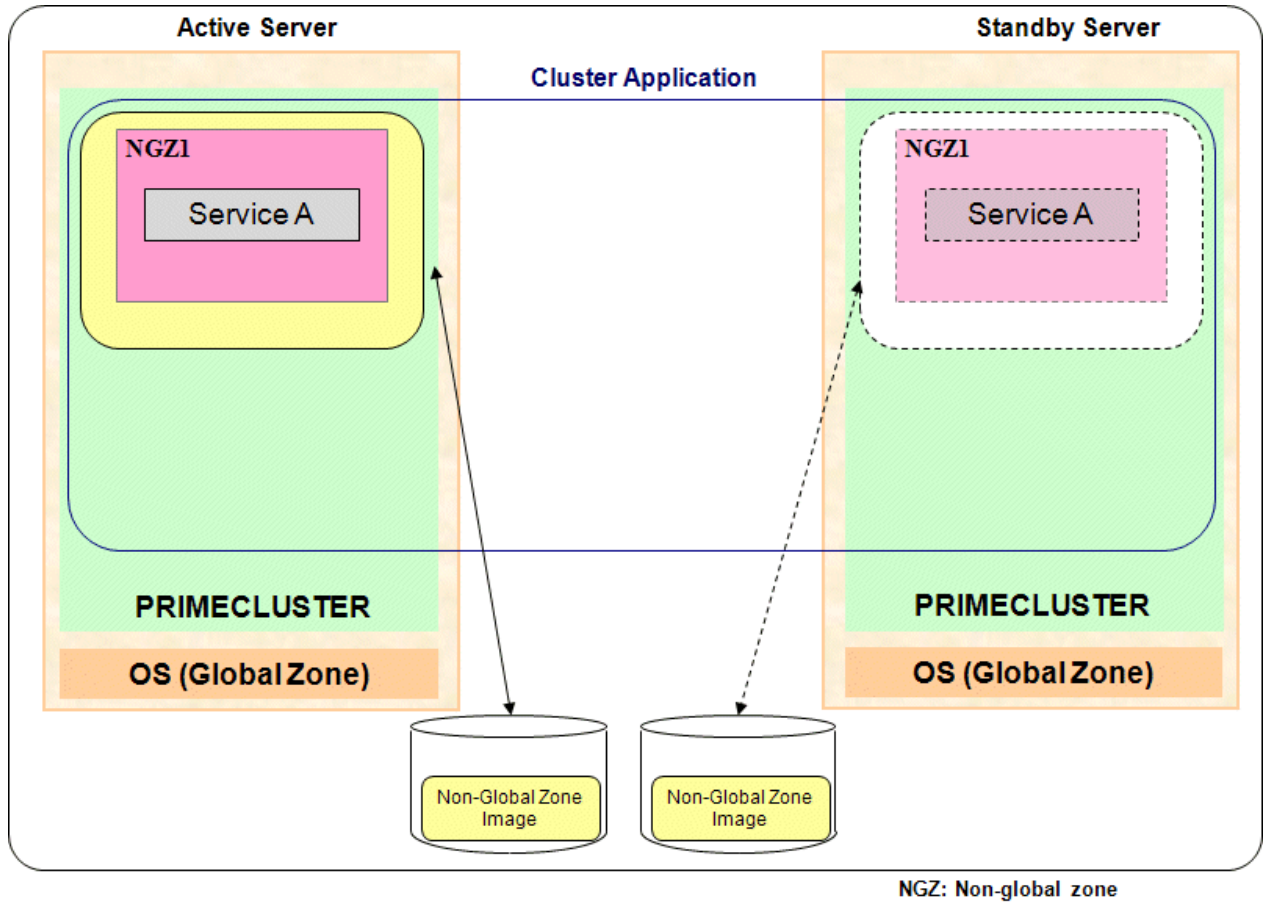 Active Server
Standby Server
Cluster Application
NGZ1
Service A
NGZ1
Service A
PRIMECLUSTER
PRIMECLUSTER
OS (Global Zone)
OS (Global Zone)
Non-Global Zone
Image
Non-Global Zone
Image
NGZ: Non-global zone